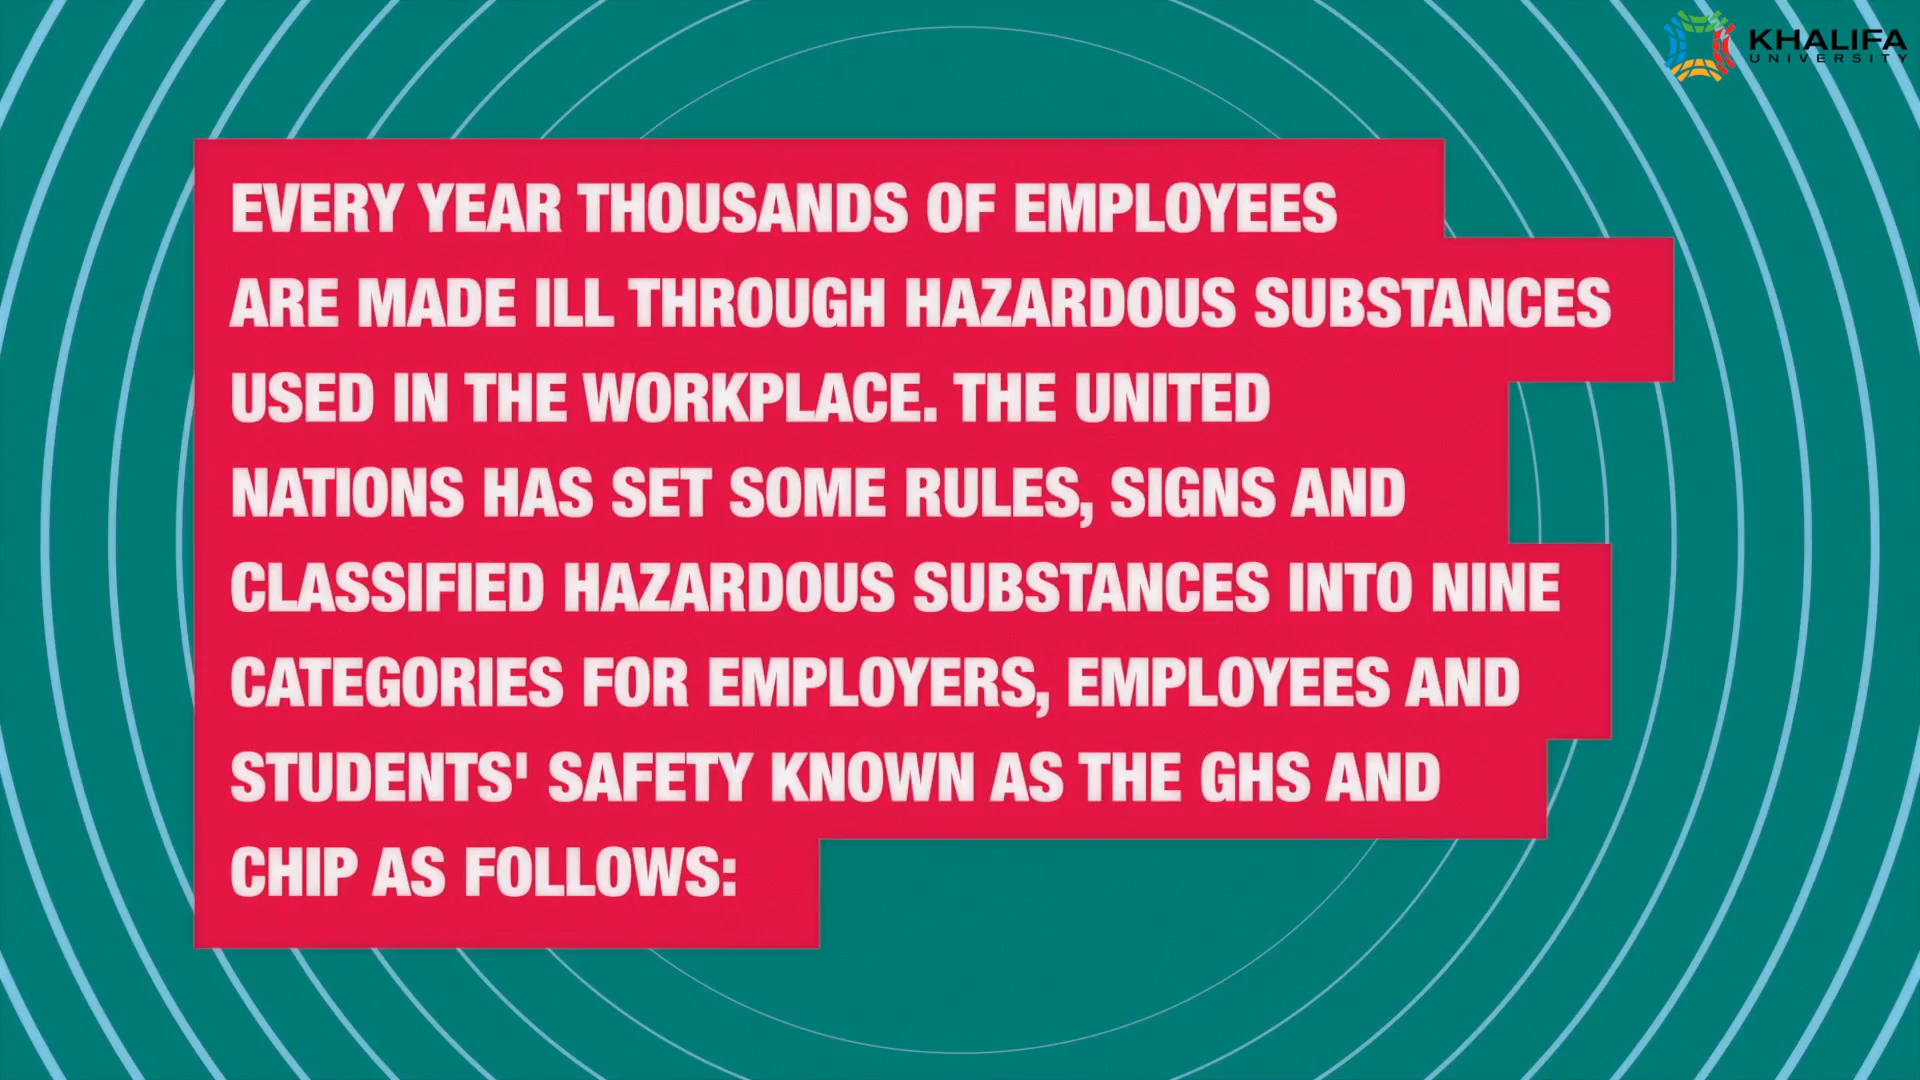 KHALIFA
UNIVERSITY
EVERY YEAR THOUSANDS OF EMPLOYEES
ARE MADE ILL THROUGH HAZARDOUS SUBSTANCES
USED IN THE WORKPLACE. THE UNITED
NATIONS HAS SET SOME RULES, SIGNS AND
CLASSIFIED HAZARDOUS SUBSTANCES INTO NINE
CATEGORIES FOR EMPLOYERS, EMPLOYEES AND
STUDENTS' SAFETY KNOWN AS THE GHS AND
CHIP AS FOLLOWS: